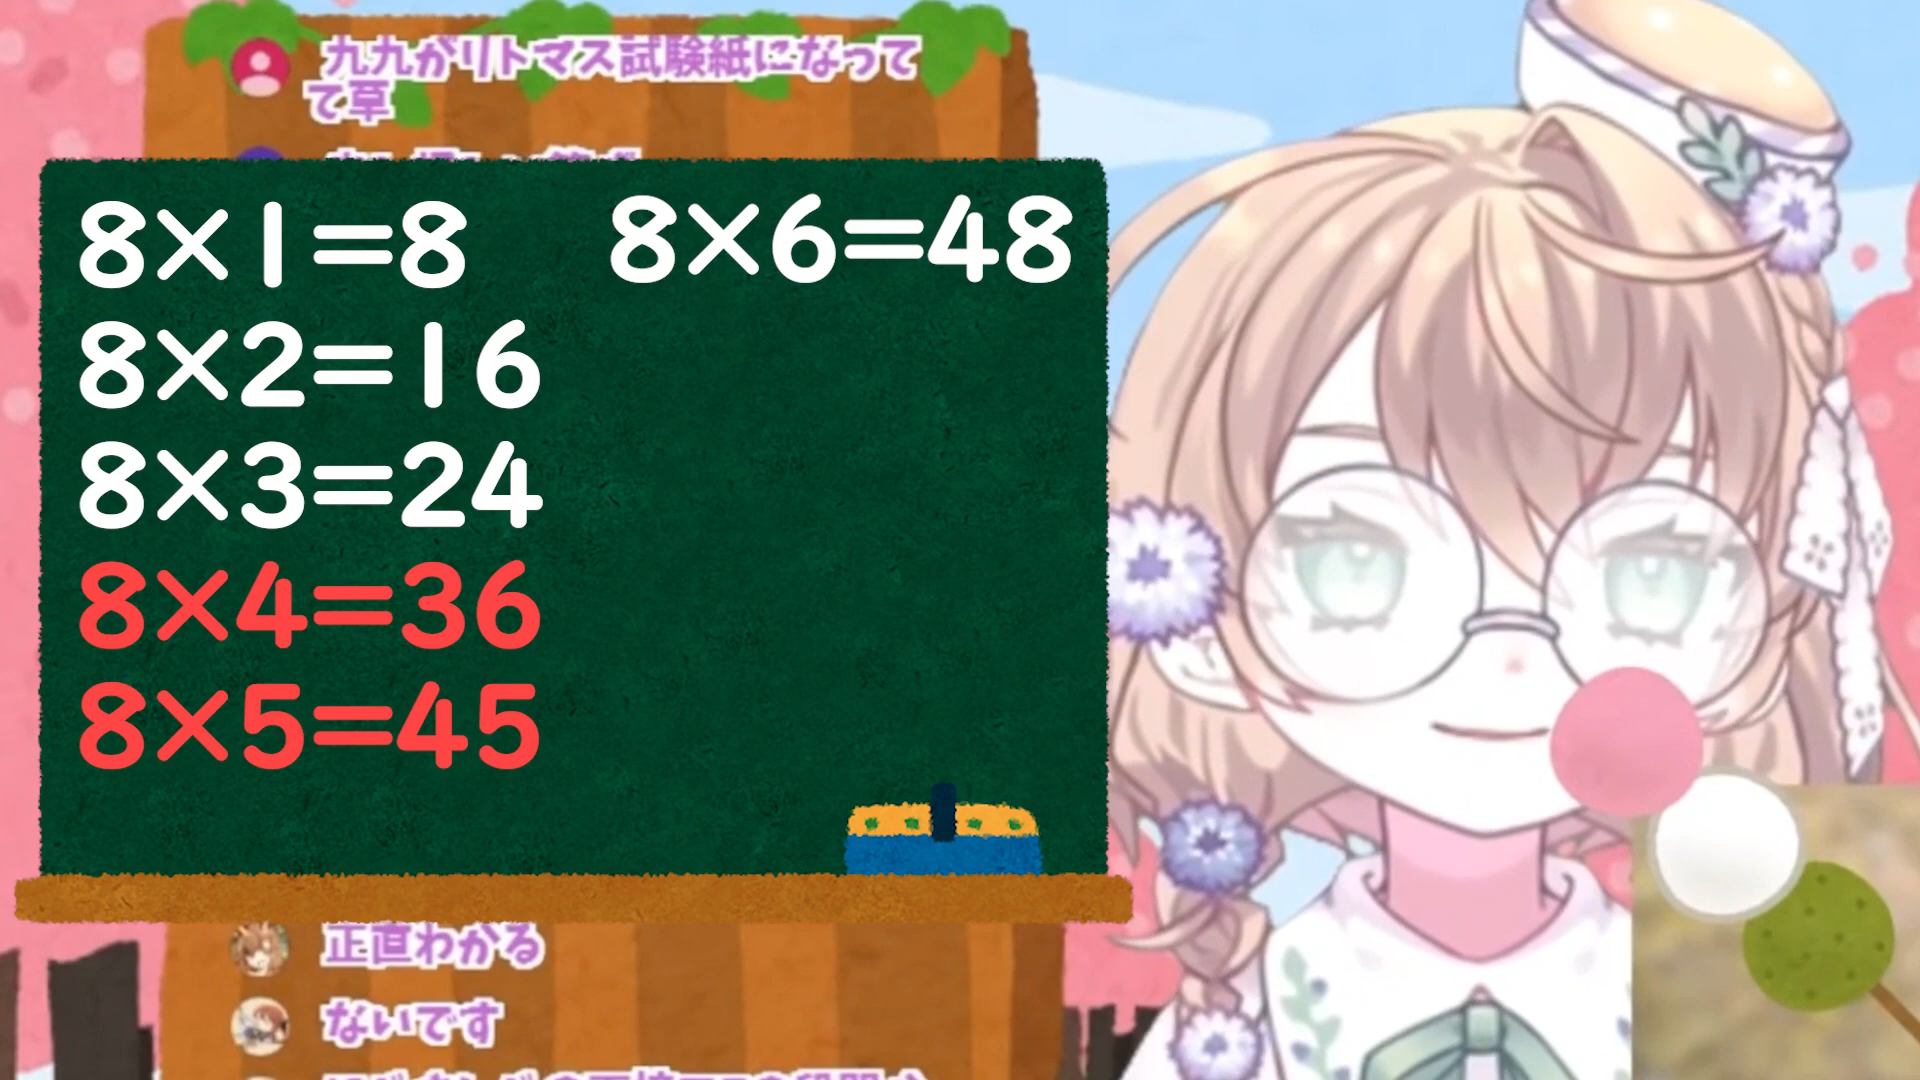 九九がリトマス試験紙になって
て草
8×1=8
8×2=16
8×3=24
8×4=36
8×5=45
8×6=48
正直わかる
ないです